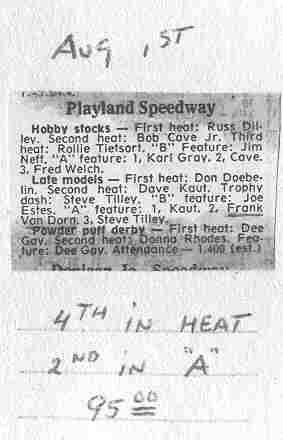 Aug 1ST
Playland Speedway
Hobby stocks — First heat: Russ Dil-
ley. Second heat: Bob Cave Jr. Third
heat: Rollie Tietsort. "B" Feature: Jim
Neff. "A" feature: 1, Karl Gray. 2, Cave.
3, Fred Welch.
Late models — First heat: Don Doebe-
lin. Second heat: Dave Kaut. Trophy
dash: Steve Tilley. "B" feature: Joe
Estes. "A" feature: 1, Kaut. 2, Frank
Van Dorn. 3, Steve Tilley.
Powder puff derby — First heat: Dee
Gay. Second heat: Donna Rhodes. Fea-
ture: Dee Gay. Attendance — 1,400 (est.)
Speedway
4TH IN HEAT
2ND IN "A"
95 00